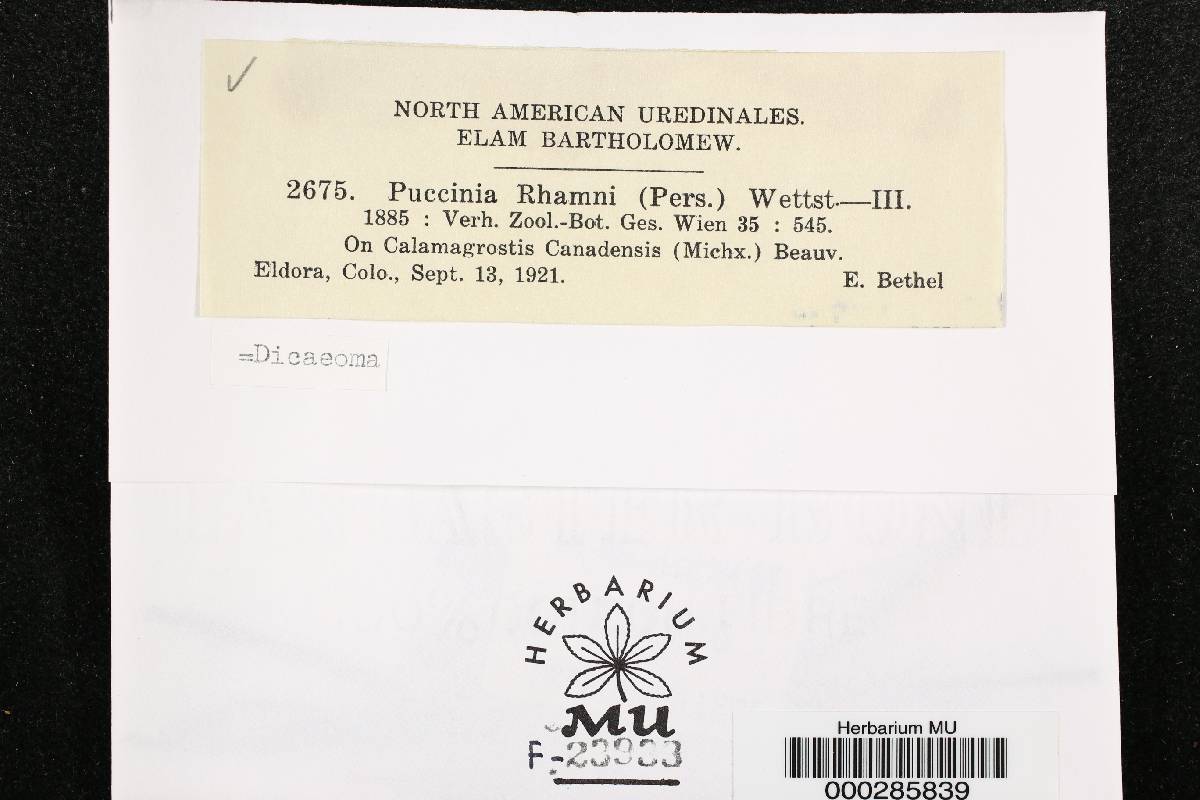 NORTH AMERICAN UREDINALES.
ELAM BARTHOLOMEW.
2675. Puccinia Rhamni (Pers.) Wettst.—III.
1885 : Verh. Zool.-Bot. Ges. Wien 35 : 545.
On Calamagrostis Canadensis (Michx.) Beauv.
Eldora, Colo., Sept. 13, 1921. E. Bethel
=Dicaeoma
HERBARIUM
MU
F-23933
Herbarium MU
000285839